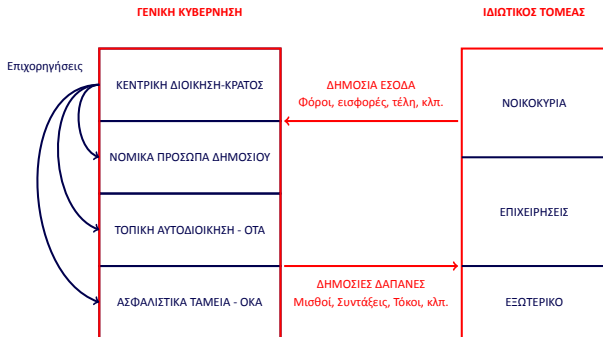 ΓΕΝΙΚΗ ΚΥΒΕΡΝΗΣΗ
ΙΔΙΩΤΙΚΟΣ ΤΟΜΕΑΣ
Επιχορηγήσεις
ΚΕΝΤΡΙΚΗ ΔΙΟΙΚΗΣΗ-ΚΡΑΤΟΣ
ΔΗΜΟΣΙΑ ΕΣΟΔΑ
Φόροι, εισφορές, τέλη, κλπ.
ΝΟΙΚΟΚΥΡΙΑ
ΝΟΜΙΚΑ ΠΡΟΣΩΠΑ ΔΗΜΟΣΙΟΥ
ΤΟΠΙΚΗ ΑΥΤΟΔΙΟΙΚΗΣΗ - ΟΤΑ
ΕΠΙΧΕΙΡΗΣΕΙΣ
ΔΗΜΟΣΙΕΣ ΔΑΠΑΝΕΣ
Μισθοί, Συντάξεις, Τόκοι, κλπ.
ΑΣΦΑΛΙΣΤΙΚΑ ΤΑΜΕΙΑ - ΟΚΑ
ΕΞΩΤΕΡΙΚΟ